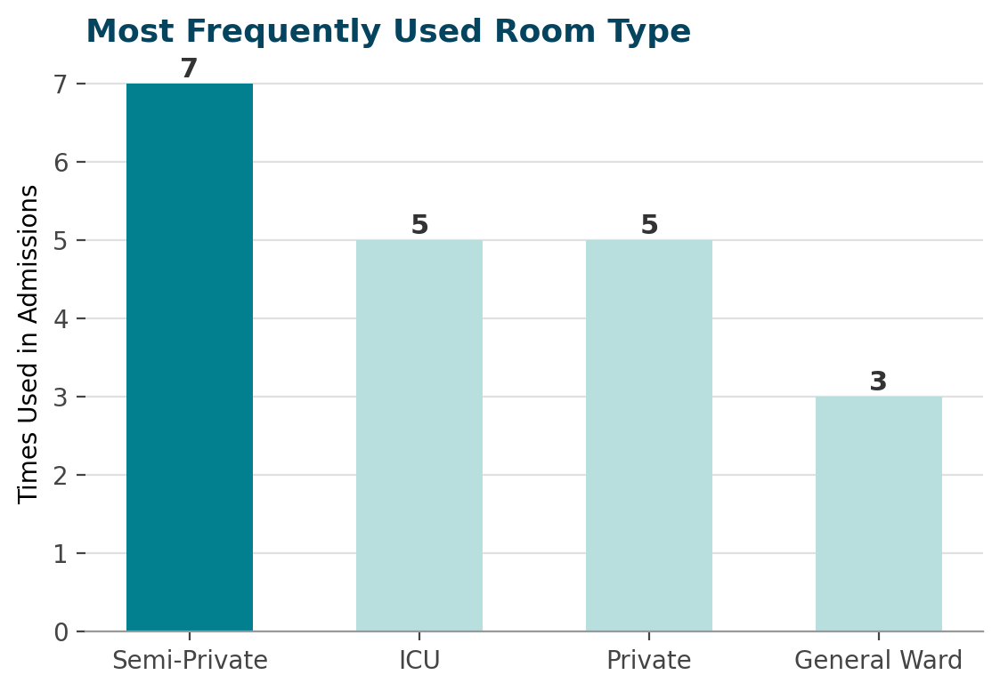 Most Frequently Used Room Type
7
5
5
3
Times Used in Admissions
7
6
5
4
3
2
1
0
Semi-Private
ICU
Private
General Ward